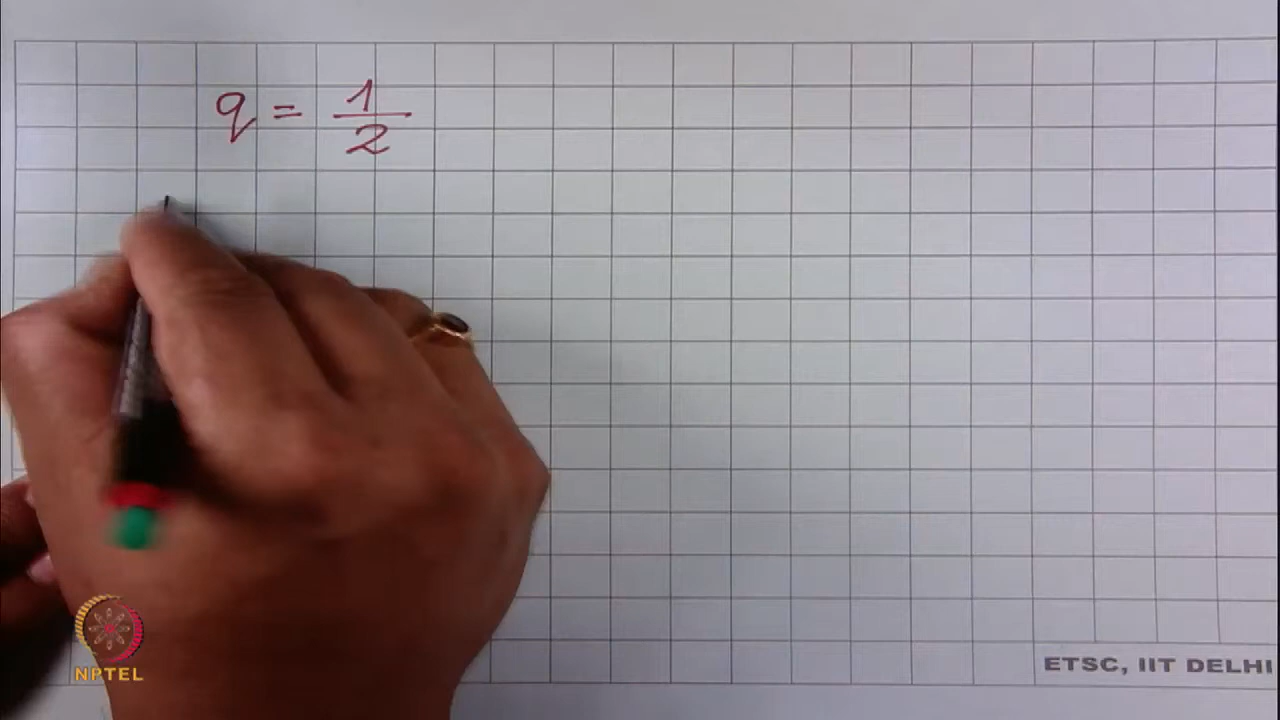 q = 1/2
NPTEL
ETSC, IIT DELHI